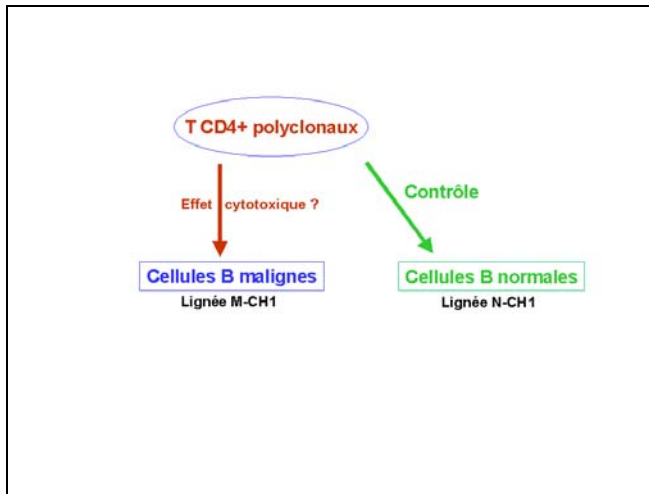 T CD4+ polyclonaux
Effet cytotoxique ?
Contrôle
Cellules B malignes
Lignée M-CH1
Cellules B normales
Lignée N-CH1